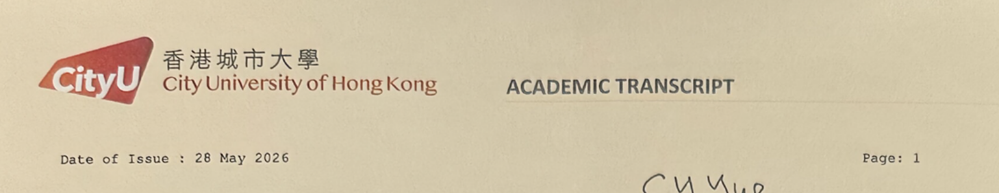 CityU
香港城市大學
City University of Hong Kong
ACADEMIC TRANSCRIPT
Date of Issue : 28 May 2026
Page: 1